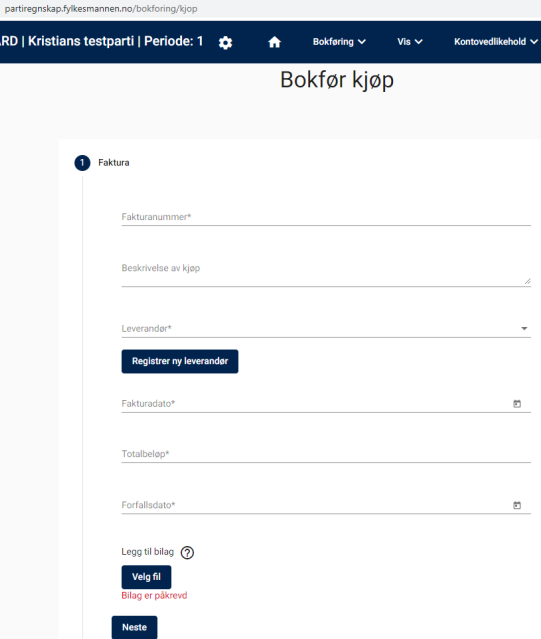 partiregnskap.fylkesmannen.no/bokforing/kjop
RD | Kristians testparti | Periode: 1 Bokføring Vis Kontovedlikehold
Bokfør kjøp
1 Faktura
Fakturanummer*
Beskrivelse av kjøp
Leverandør*
Registrer ny leverandør
Fakturadato*
Totalbeløp*
Forfallsdato*
Legg til bilag ?
Velg fil
Bilag er påkrevd
Neste